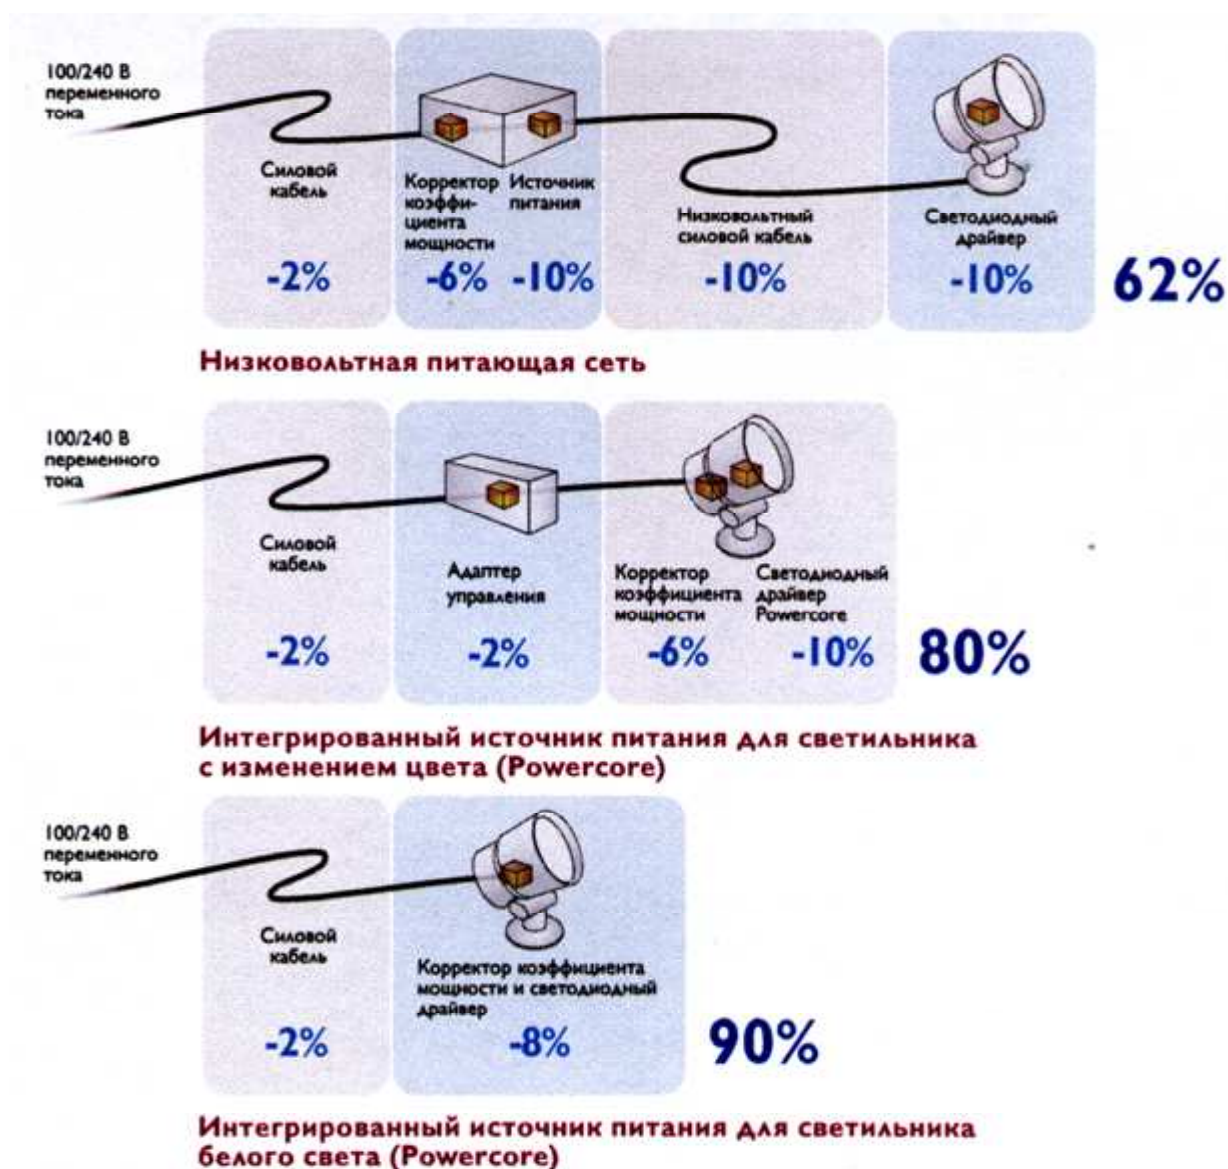 100/240 В
переменного
тока
Силовой
кабель
-2%
Корректор
коэффи-
циента
мощности
-6%
Источник
питания
-10%
Низковольтный
силовой кабель
-10%
Светодиодный
драйвер
-10%
62%
Низковольтная питающая сеть
100/240 В
переменного
тока
Силовой
кабель
-2%
Адаптер
управления
-2%
Корректор
коэффициента
мощности
-6%
Светодиодный
драйвер
Powercore
-10%
80%
Интегрированный источник питания для светильника
с изменением цвета (Powercore)
100/240 В
переменного
тока
Силовой
кабель
-2%
Корректор коэффициента
мощности и светодиодный
драйвер
-8%
90%
Интегрированный источник питания для светильника
белого света (Powercore)